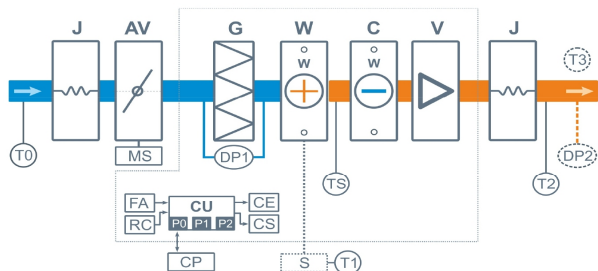 J AV G W C V J
W W
T3
T0
MS
DP1
TS
T2
DP2
FA CU CE
RC P0 P1 P2 CS
CP
S T1